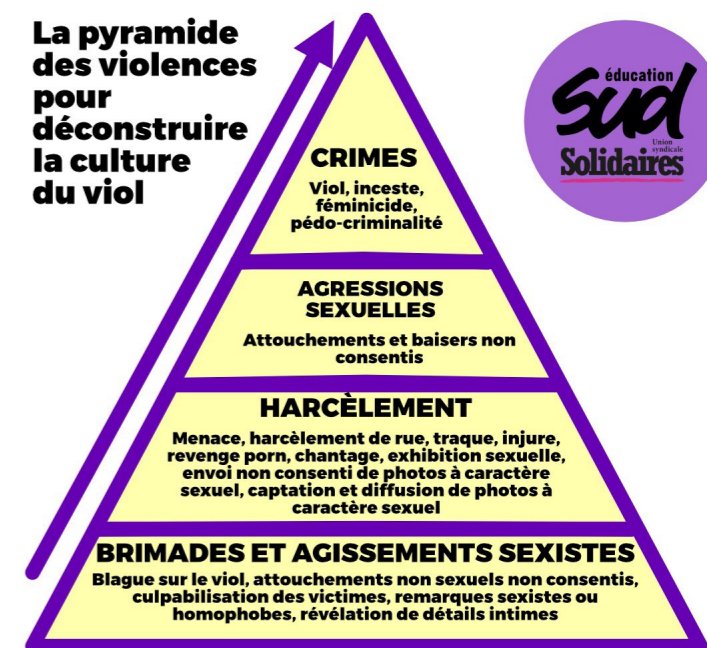 La pyramide
des violences
pour
déconstruire
la culture
du viol
éducation
Sud
Union
syndicale
Solidaires
CRIMES
Viol, inceste,
féminicide,
pédo-criminalité
AGRESSIONS
SEXUELLES
Attouchements et baisers non
consentis
HARCÈLEMENT
Menace, harcèlement de rue, traque, injure,
revenge porn, chantage, exhibition sexuelle,
envoi non consenti de photos à caractère
sexuel, captation et diffusion de photos à
caractère sexuel
BRIMADES ET AGISSEMENTS SEXISTES
Blague sur le viol, attouchements non sexuels non consentis,
culpabilisation des victimes, remarques sexistes ou
homophobes, révélation de détails intimes